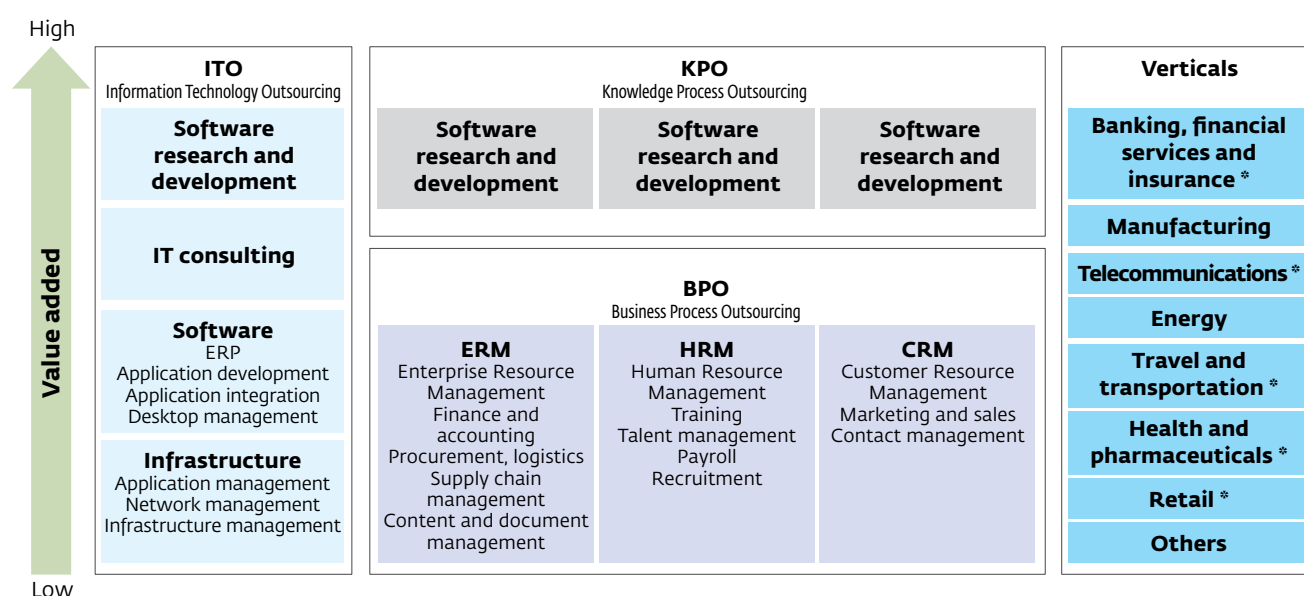 High
Value added
Low
ITO
Information Technology Outsourcing
Software
research and
development
IT consulting
Software
ERP
Application development
Application integration
Desktop management
Infrastructure
Application management
Network management
Infrastructure management
KPO
Knowledge Process Outsourcing
Software
research and
development
Software
research and
development
Software
research and
development
BPO
Business Process Outsourcing
ERM
Enterprise Resource
Management
Finance and
accounting
Procurement, logistics
Supply chain
management
Content and document
management
HRM
Human Resource
Management
Training
Talent management
Payroll
Recruitment
CRM
Customer Resource
Management
Marketing and sales
Contact management
Verticals
Banking, financial
services and
insurance *
Manufacturing
Telecommunications *
Energy
Travel and
transportation *
Health and
pharmaceuticals *
Retail *
Others